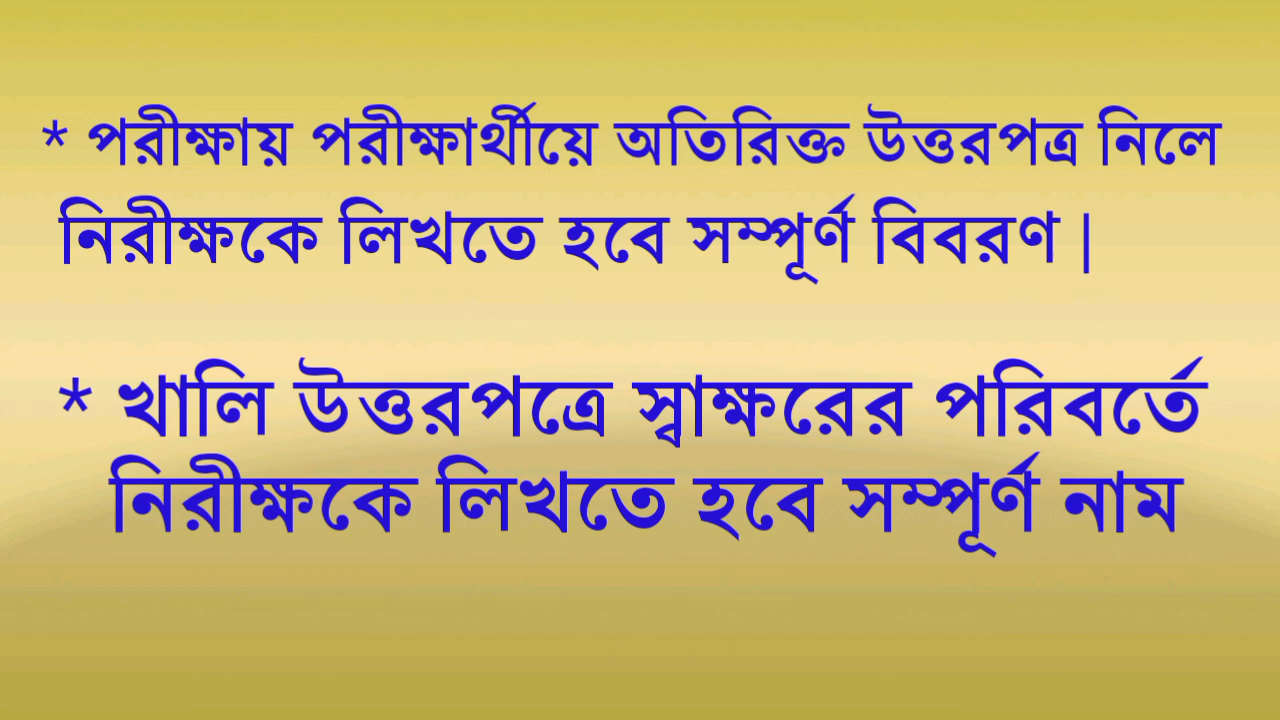 * পরীক্ষায় পরীক্ষার্থীয়ে অতিরিক্ত উত্তরপত্র নিলে
নিরীক্ষকে লিখতে হবে সম্পূর্ণ বিবরণ |
* খালি উত্তরপত্রে স্বাক্ষরের পরিবর্তে
নিরীক্ষকে লিখতে হবে সম্পূর্ণ নাম